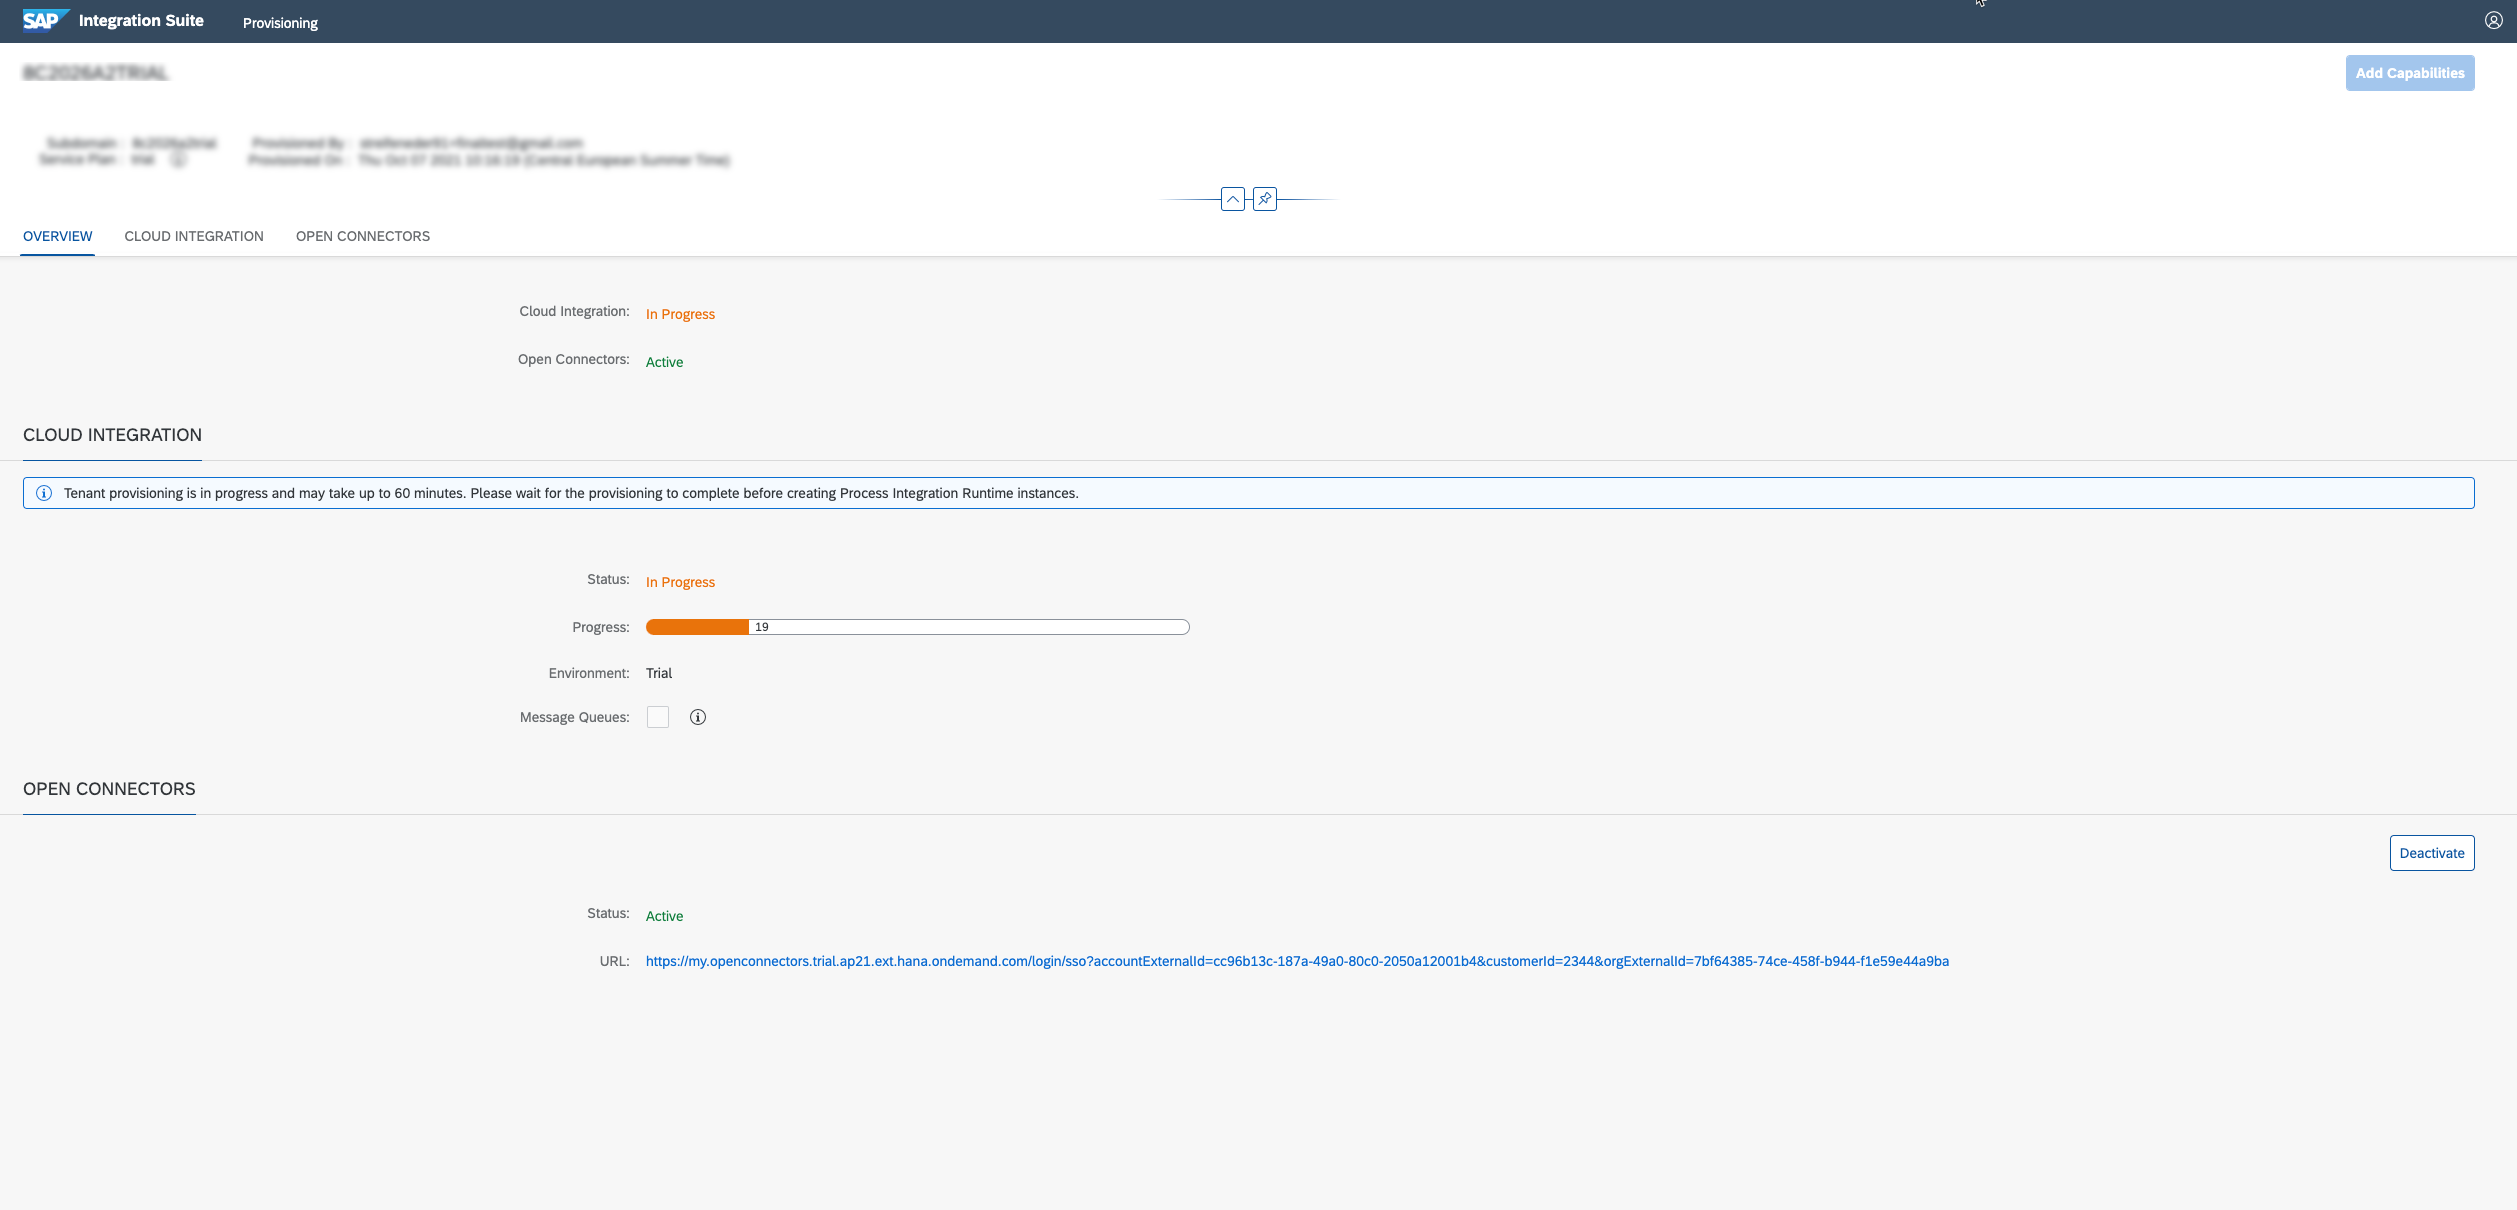 SAP Integration Suite Provisioning
Add Capabilities
OVERVIEW CLOUD INTEGRATION OPEN CONNECTORS
Cloud Integration: In Progress
Open Connectors: Active
CLOUD INTEGRATION
Tenant provisioning is in progress and may take up to 60 minutes. Please wait for the provisioning to complete before creating Process Integration Runtime instances.
Status: In Progress
Progress: 19
Environment: Trial
Message Queues:
OPEN CONNECTORS
Deactivate
Status: Active
URL: https://my.openconnectors.trial.ap21.ext.hana.ondemand.com/login/sso?accountExternalId=cc96b13c-187a-49a0-80c0-2050a12001b4&customerId=2344&orgExternalId=7bf64385-74ce-458f-b944-f1e59e44a9ba